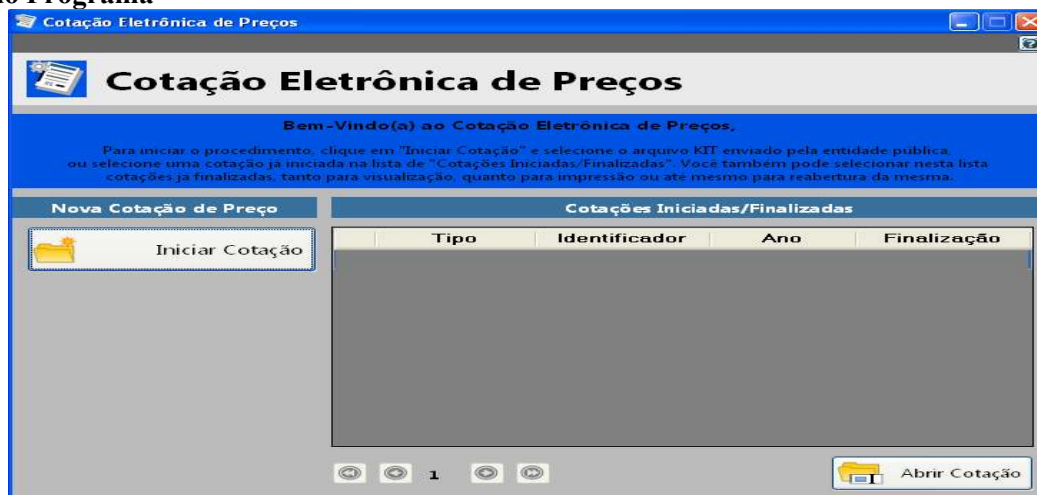 Programa
Cotação Eletrônica de Preços
Cotação Eletrônica de Preços
Bem-Vindo(a) ao Cotação Eletrônica de Preços,
Para iniciar o procedimento, clique em "Iniciar Cotação" e selecione o arquivo KIT enviado pela entidade pública,
ou selecione uma cotação já iniciada na lista de "Cotações Iniciadas/Finalizadas". Você também pode selecionar nesta lista
cotações já finalizadas, tanto para visualização, quanto para impressão ou até mesmo para reabertura da mesma.
Nova Cotação de Preço
Cotações Iniciadas/Finalizadas
Iniciar Cotação
Tipo Identificador Ano Finalização
1
Abrir Cotação